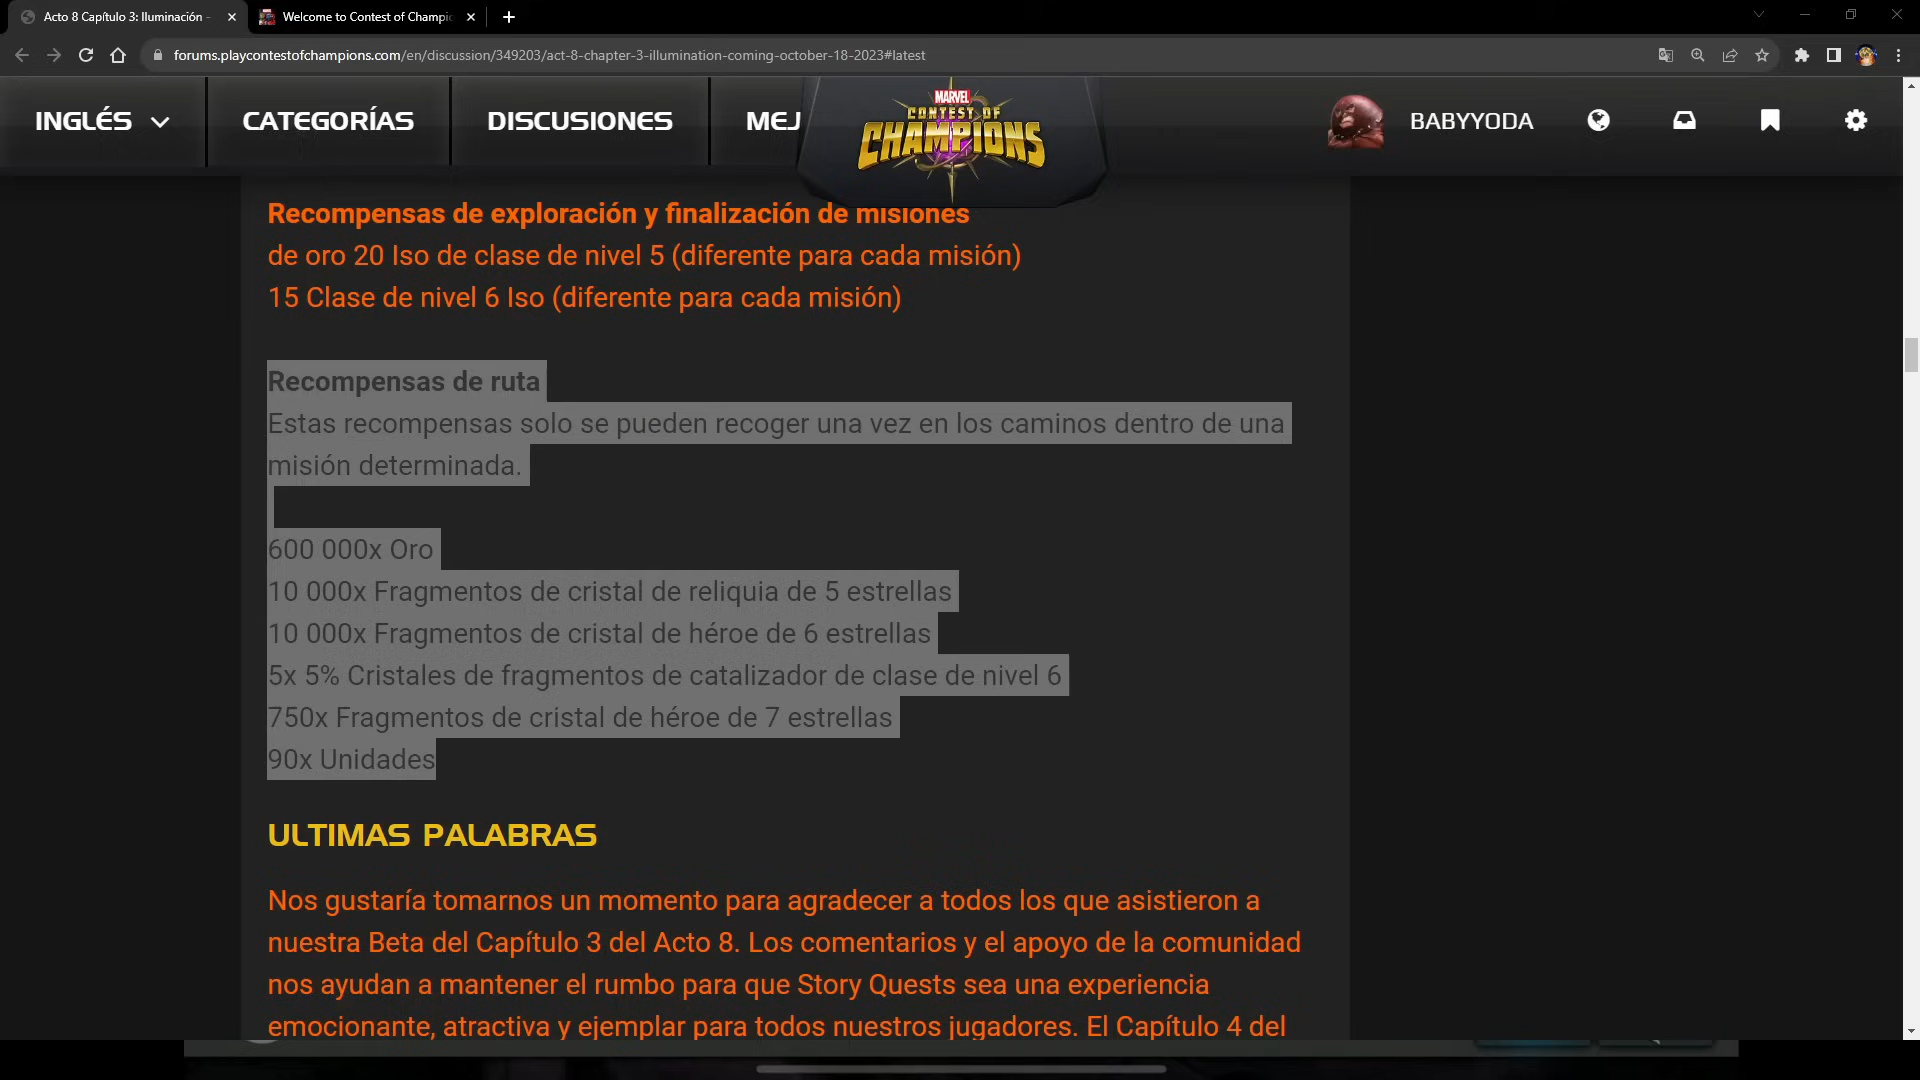 Acto 8 Capítulo 3: Iluminación -
Welcome to Contest of Champi
forums.playcontestofchampions.com/en/discussion/349203/act-8-chapter-3-illumination-coming-october-18-2023#latest
INGLÉS
CATEGORÍAS
DISCUSIONES
MEJ
MARVEL
CONTEST OF
CHAMPIONS
BABYYODA
Recompensas de exploración y finalización de misiones
de oro 20 Iso de clase de nivel 5 (diferente para cada misión)
15 Clase de nivel 6 Iso (diferente para cada misión)
Recompensas de ruta
Estas recompensas solo se pueden recoger una vez en los caminos dentro de una
misión determinada.
600 000x Oro
10 000x Fragmentos de cristal de reliquia de 5 estrellas
10 000x Fragmentos de cristal de héroe de 6 estrellas
5x 5% Cristales de fragmentos de catalizador de clase de nivel 6
750x Fragmentos de cristal de héroe de 7 estrellas
90x Unidades
ULTIMAS PALABRAS
Nos gustaría tomarnos un momento para agradecer a todos los que asistieron a
nuestra Beta del Capítulo 3 del Acto 8. Los comentarios y el apoyo de la comunidad
nos ayudan a mantener el rumbo para que Story Quests sea una experiencia
emocionante, atractiva y ejemplar para todos nuestros jugadores. El Capítulo 4 del